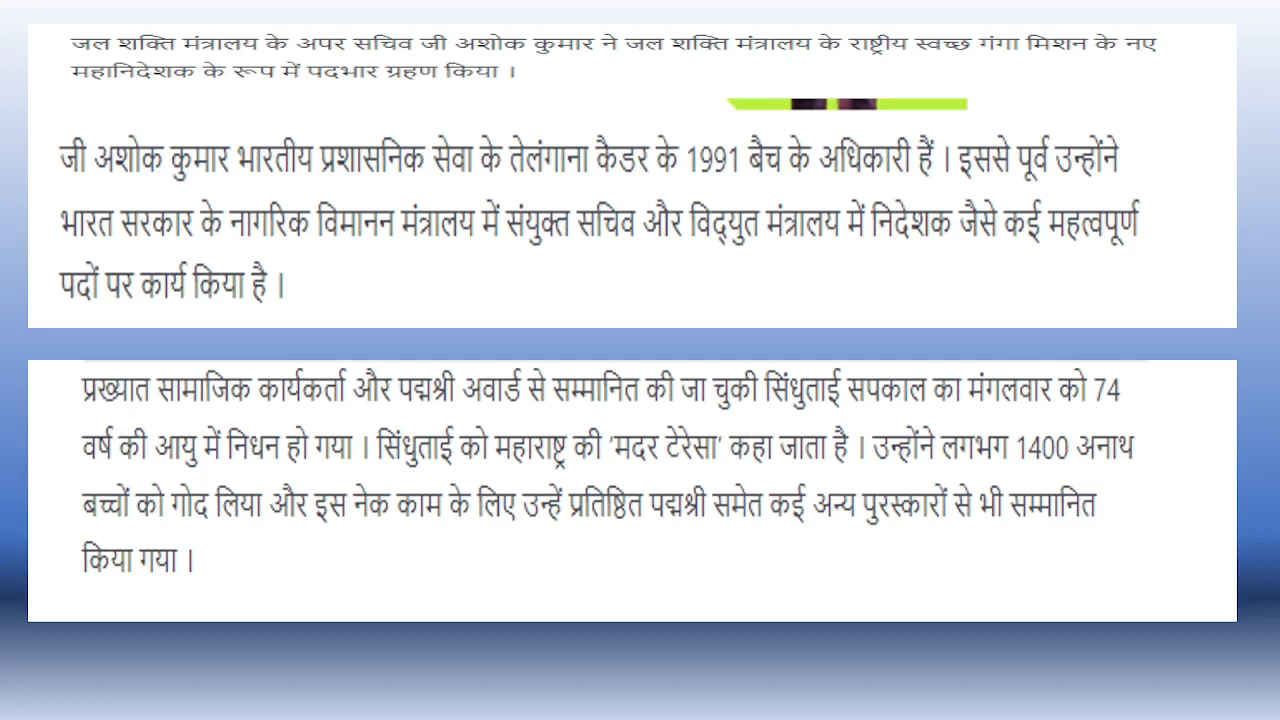 जल शक्ति मंत्रालय के अपर सचिव जी अशोक कुमार ने जल शक्ति मंत्रालय के राष्ट्रीय स्वच्छ गंगा मिशन के नए
महानिदेशक के रूप में पदभार ग्रहण किया ।
जी अशोक कुमार भारतीय प्रशासनिक सेवा के तेलंगाना कैडर के 1991 बैच के अधिकारी हैं । इससे पूर्व उन्होंने
भारत सरकार के नागरिक विमानन मंत्रालय में संयुक्त सचिव और विद्युत मंत्रालय में निदेशक जैसे कई महत्वपूर्ण
पदों पर कार्य किया है ।
प्रख्यात सामाजिक कार्यकर्ता और पद्मश्री अवार्ड से सम्मानित की जा चुकी सिंधुताई सपकाल का मंगलवार को 74
वर्ष की आयु में निधन हो गया । सिंधुताई को महाराष्ट्र की 'मदर टेरेसा' कहा जाता है । उन्होंने लगभग 1400 अनाथ
बच्चों को गोद लिया और इस नेक काम के लिए उन्हें प्रतिष्ठित पद्मश्री समेत कई अन्य पुरस्कारों से भी सम्मानित
किया गया ।